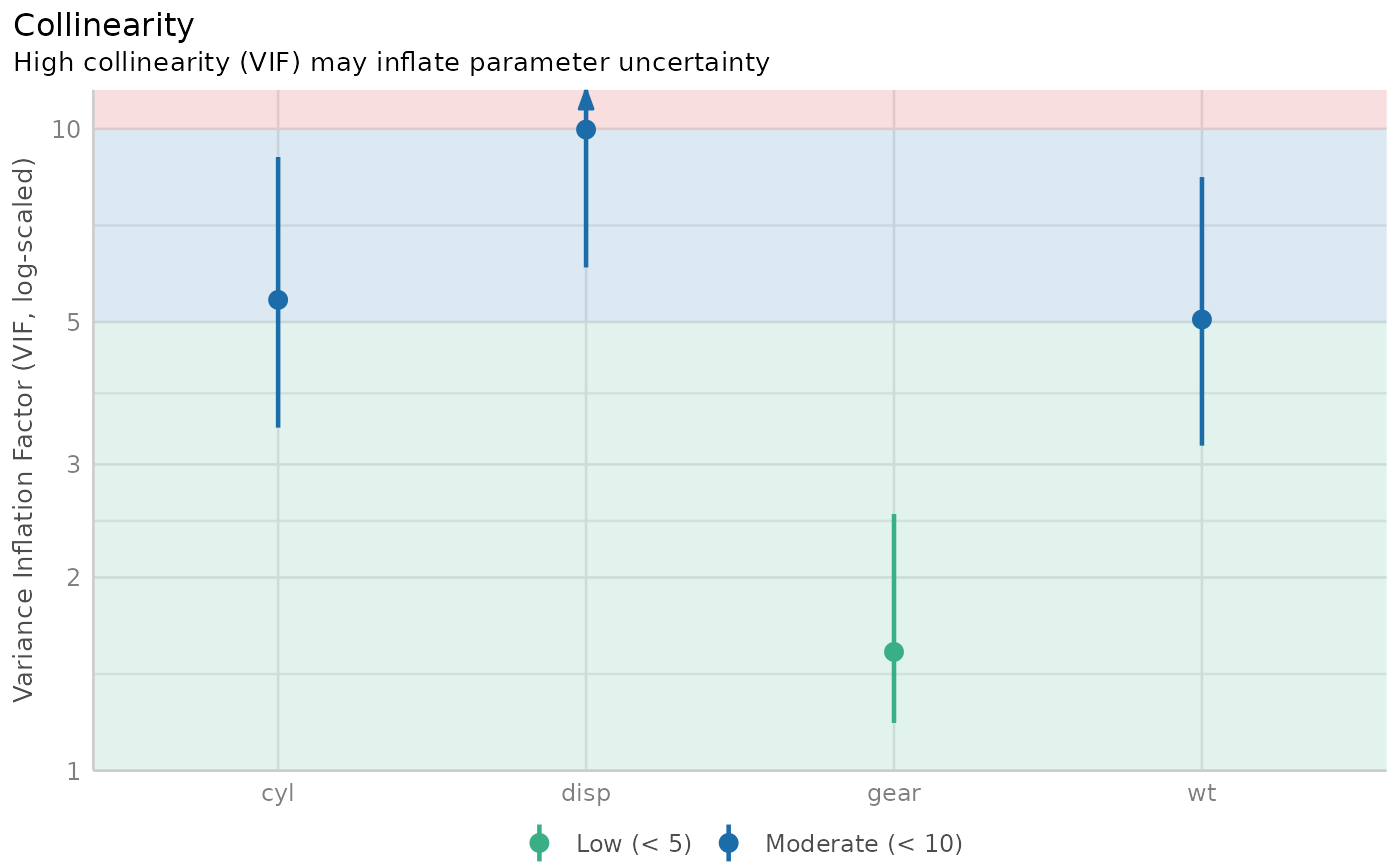 Collinearity
High collinearity (VIF) may inflate parameter uncertainty
Variance Inflation Factor (VIF, log-scaled)
10
5
3
2
1
cyl disp gear wt
Low (< 5) Moderate (< 10)